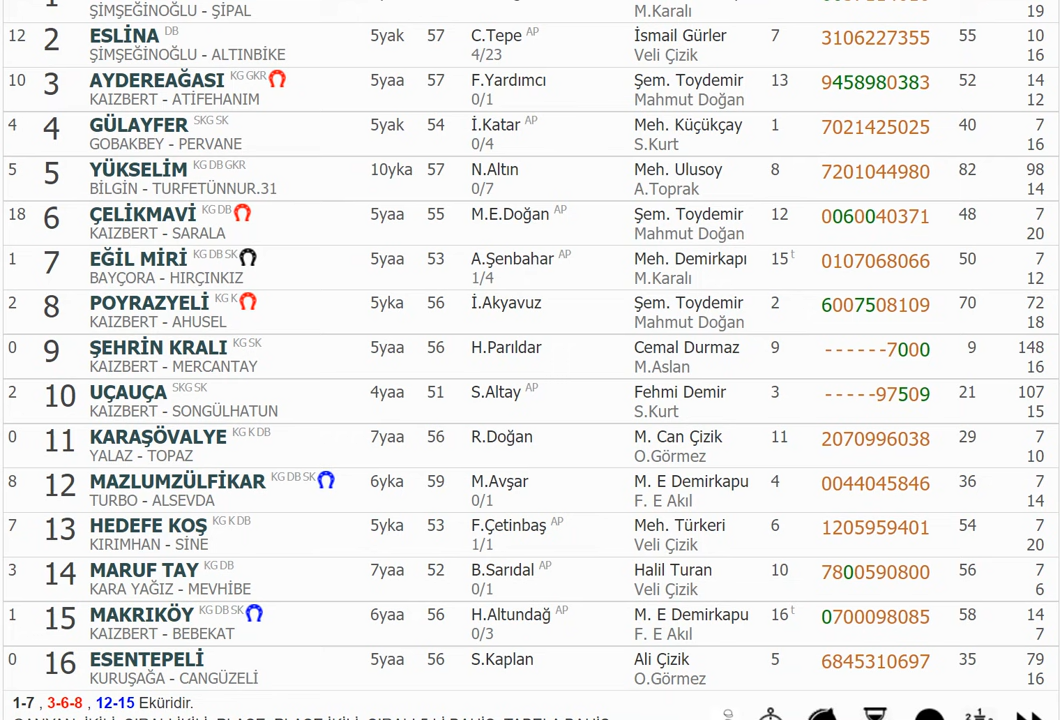 ŞİMŞEĞİNOĞLU - ŞİPAL M.Karalı 19
12 2 ESLİNA DB 5yak 57 C.Tepe AP İsmail Gürler 7 3106227355 55 10
ŞİMŞEĞİNOĞLU - ALTINBİKE 4/23 Veli Çizik 16
10 3 AYDEREAĞASI KG GKR 5yaa 57 F.Yardımcı Şem. Toydemir 13 9458980383 52 14
KAIZBERT - ATİFEHANIM 0/1 Mahmut Doğan 12
4 4 GÜLAYFER SKG SK 5yak 54 İ.Katar AP Meh. Küçükçay 1 7021425025 40 7
GOBAKBEY - PERVANE 0/4 S.Kurt 16
5 5 YÜKSELİM KG DB GKR 10yka 57 N.Altın Meh. Ulusoy 8 7201044980 82 98
BİLGİN - TURFETÜNNUR.31 0/7 A.Toprak 14
18 6 ÇELİKMAVİ KG DB 5yaa 55 M.E.Doğan AP Şem. Toydemir 12 0060040371 48 7
KAIZBERT - SARALA Mahmut Doğan 20
1 7 EĞİL MİRİ KG DB SK 5yaa 53 A.Şenbahar AP Meh. Demirkapı 15 t 0107068066 50 7
BAYÇORA - HIRÇINKIZ 1/4 M.Karalı 12
2 8 POYRAZYELİ KG K 5yka 56 İ.Akyavuz Şem. Toydemir 2 6007508109 70 72
KAIZBERT - AHUSEL Mahmut Doğan 18
0 9 ŞEHRİN KRALI KG SK 5yaa 56 H.Parıldar Cemal Durmaz 9 ------7000 9 148
KAIZBERT - MERCANTAY M.Aslan 16
2 10 UÇAUÇA SKG SK 4yaa 51 S.Altay AP Fehmi Demir 3 -----97509 21 107
KAIZBERT - SONGÜLHATUN S.Kurt 15
0 11 KARAŞÖVALYE KG K DB 7yaa 56 R.Doğan M. Can Çizik 11 2070996038 29 7
YALAZ - TOPAZ O.Görmez 10
8 12 MAZLUMZÜLFİKAR KG DB SK 6yka 59 M.Avşar M. E Demirkapu 4 0044045846 36 7
TURBO - ALSEVDA 0/1 F. E Akıl 14
7 13 HEDEFE KOŞ KG K DB 5yka 53 F.Çetinbaş AP Meh. Türkeri 6 1205959401 54 7
KIRIMHAN - SİNE 1/1 Veli Çizik 20
3 14 MARUF TAY KG DB 7yaa 52 B.Sarıdal AP Halil Turan 10 7800590800 56 7
KARA YAĞIZ - MEVHİBE 0/1 Veli Çizik 6
1 15 MAKRIKÖY KG DB SK 6yaa 56 H.Altundağ AP M. E Demirkapu 16 t 0700098085 58 14
KAIZBERT - BEBEKAT 0/3 F. E Akıl 7
0 16 ESENTEPELİ 5yaa 56 S.Kaplan Ali Çizik 5 6845310697 35 79
KURUŞAĞA - CANGÜZELİ O.Görmez 16
1-7 , 3-6-8 , 12-15 Eküridir.